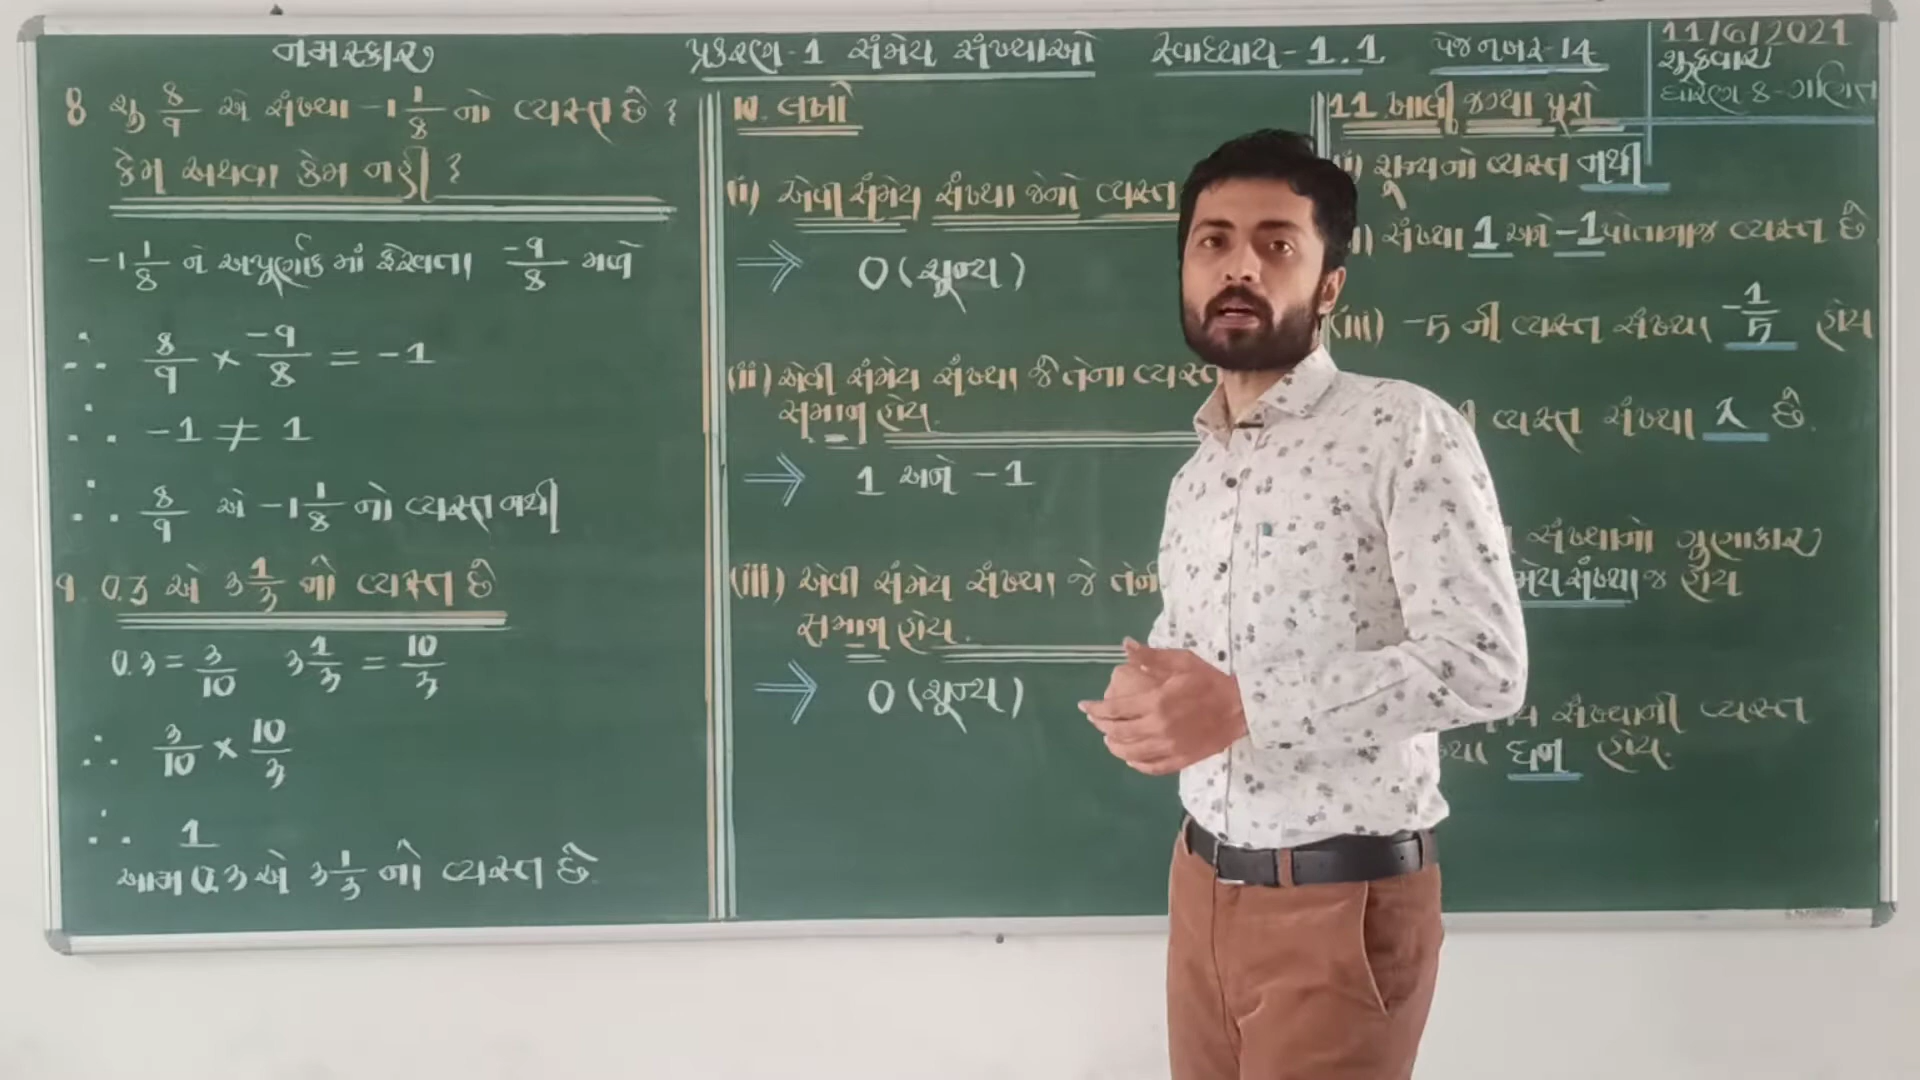 નમસ્કાર
પ્રકરણ-1 સંમેય સંખ્યાઓ સ્વાધ્યાય-1.1 પેજ નંબર-14
11/6/2021
શુક્રવાર
ધોરણ 8-ગણિત
8 શું 8/9 એ સંખ્યા -1 1/8 નો વ્યસ્ત છે ?
કેમ અથવા કેમ નહીં ?
-1 1/8 ને અપૂર્ણાંક માં ફેરવતા -9/8 મળે
∴ 8/9 × -9/8 = -1
∴ -1 ≠ 1
∴ 8/9 એ -1 1/8 નો વ્યસ્ત નથી
9. 0.3 એ 3 1/3 નો વ્યસ્ત છે
0.3 = 3/10 3 1/3 = 10/3
∴ 3/10 × 10/3
∴ 1
આમ 0.3 એ 3 1/3 નો વ્યસ્ત છે
10. લખો
(i) એવી સંમેય સંખ્યા જેનો વ્યસ્ત
⇒ 0 (શૂન્ય)
(ii) એવી સંમેય સંખ્યા કે તેના વ્યસ્ત
સમાન હોય.
⇒ 1 અને -1
(iii) એવી સંમેય સંખ્યા જે તેની
સમાન હોય.
⇒ 0 (શૂન્ય)
11. ખાલી જગ્યા પૂરો
(i) શૂન્યનો વ્યસ્ત નથી
સંખ્યા 1 અને -1 પોતાનાજ વ્યસ્ત છે
(iii) -5 ની વ્યસ્ત સંખ્યા -1/5 હોય
વ્યસ્ત સંખ્યા x છે.
સંખ્યાનો ગુણાકાર
સંખ્યા જ હોય
સંખ્યાની વ્યસ્ત
ધન હોય.